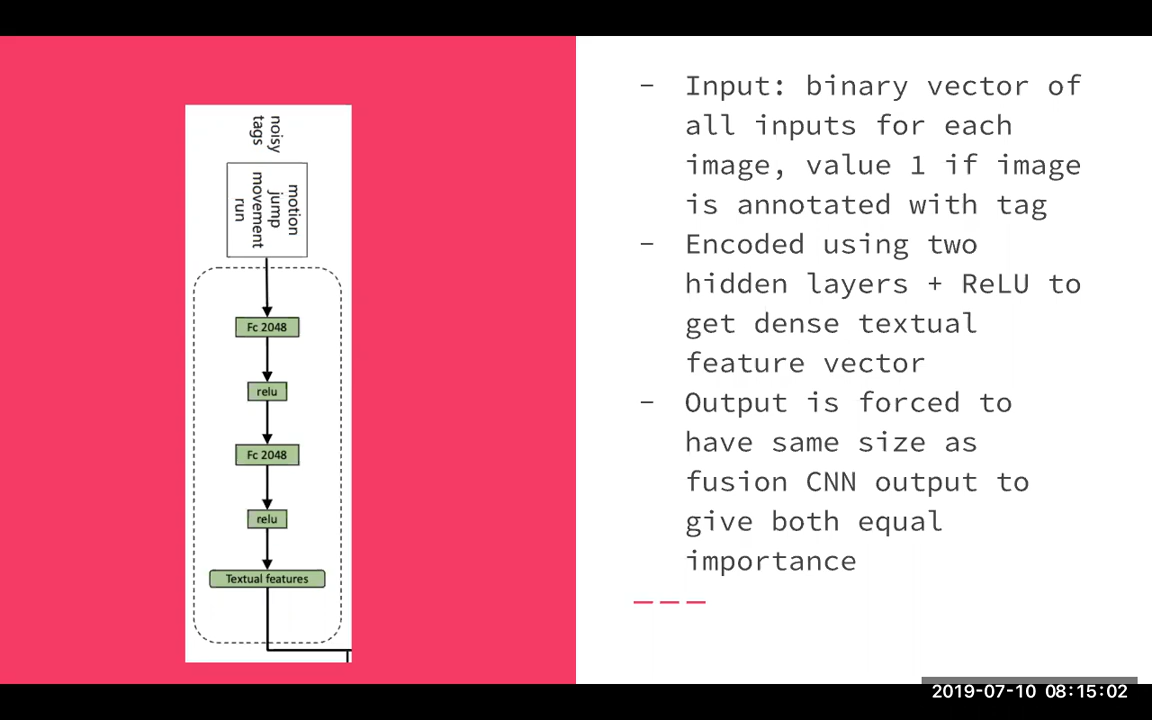 noisy
tags
motion
jump
movement
run
Fc 2048
relu
Fc 2048
relu
Textual features
- Input: binary vector of
all inputs for each
image, value 1 if image
is annotated with tag
- Encoded using two
hidden layers + ReLU to
get dense textual
feature vector
- Output is forced to
have same size as
fusion CNN output to
give both equal
importance
2019-07-10 08:15:02